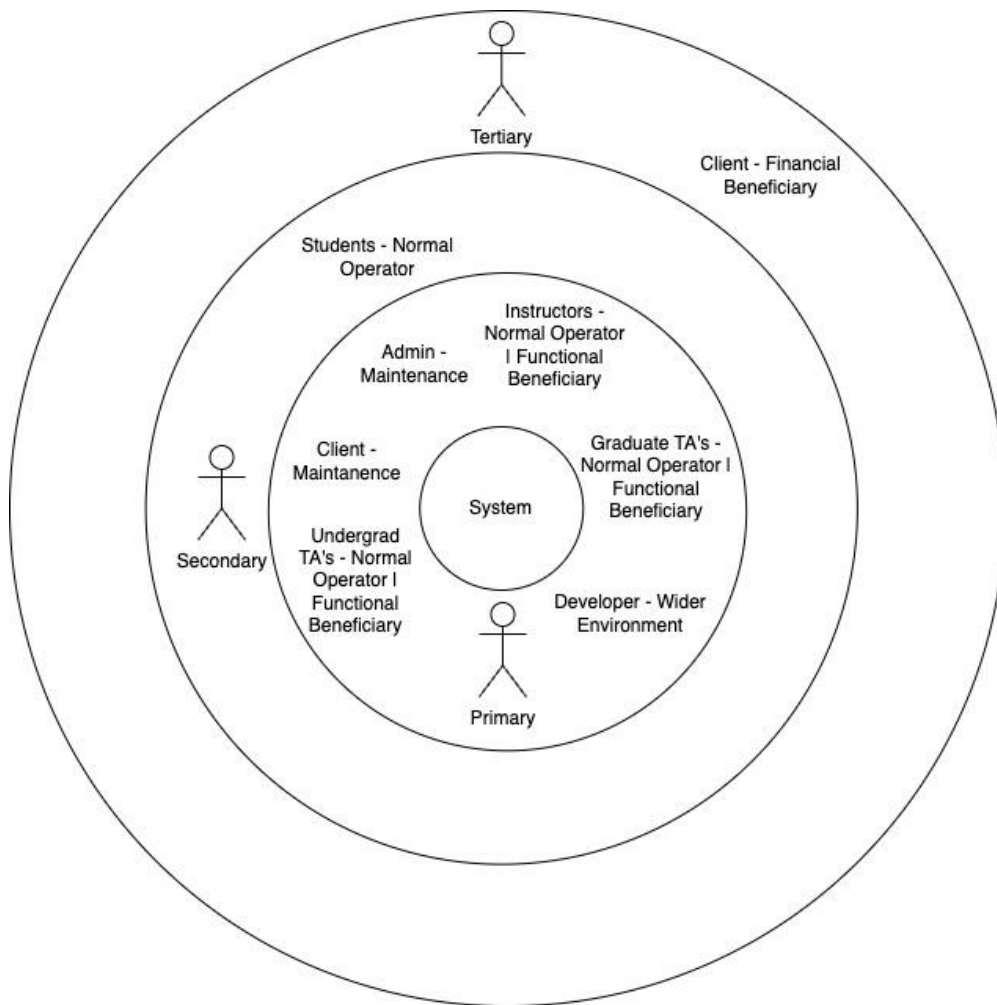 Tertiary
Client - Financial
Beneficiary
Students - Normal
Operator
Instructors -
Normal Operator
| Functional
Beneficiary
Admin -
Maintenance
Graduate TA's -
Normal Operator |
Functional
Beneficiary
Client -
Maintanence
System
Secondary
Undergrad
TA's - Normal
Operator |
Functional
Beneficiary
Developer - Wider
Environment
Primary